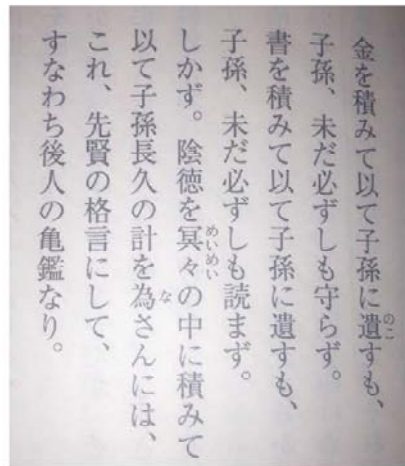 金を積みて以て子孫に遺すも、
子孫、未だ必ずしも守らず。
書を積みて以て子孫に遺すも、
子孫、未だ必ずしも読まず。
しかず。陰徳を冥々の中に積みて
以て子孫長久の計を為さんには、
これ、先賢の格言にして、
すなわち後人の亀鑑なり。